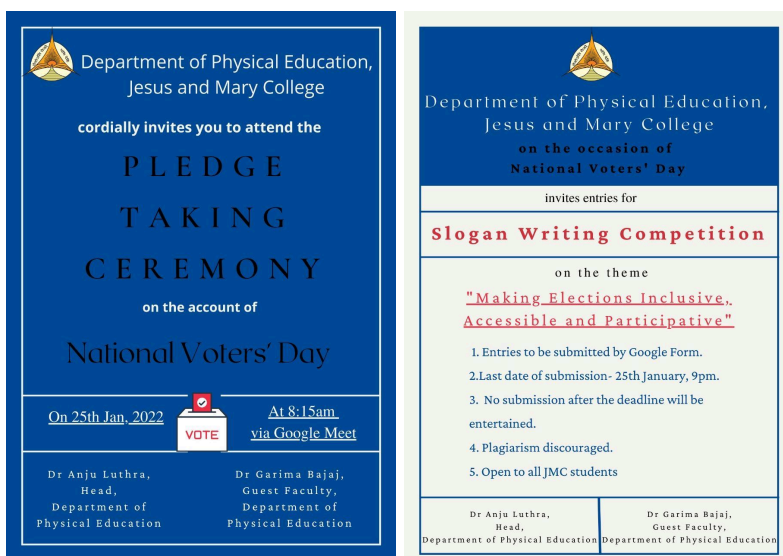 Department of Physical Education,
Jesus and Mary College
cordially invites you to attend the
PLEDGE
TAKING
CEREMONY
on the account of
National Voters' Day
On 25th Jan, 2022
VOTE
At 8:15am
via Google Meet
Dr Anju Luthra,
Head,
Department of
Physical Education
Dr Garima Bajaj,
Guest Faculty,
Department of
Physical Education
Department of Physical Education,
Jesus and Mary College
on the occasion of
National Voters' Day
invites entries for
Slogan Writing Competition
on the theme
"Making Elections Inclusive,
Accessible and Participative"
1. Entries to be submitted by Google Form.
2.Last date of submission- 25th January, 9pm.
3. No submission after the deadline will be
entertained.
4. Plagiarism discouraged.
5. Open to all JMC students
Dr Anju Luthra,
Head,
Department of Physical Education
Dr Garima Bajaj,
Guest Faculty,
Department of Physical Education